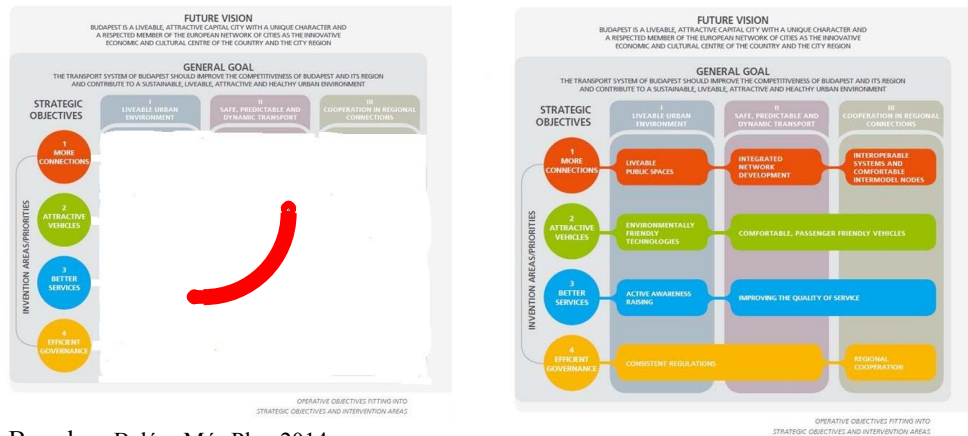 FUTURE VISION
BUDAPEST IS A LIVEABLE, ATTRACTIVE CAPITAL CITY WITH A UNIQUE CHARACTER AND
A RESPECTED MEMBER OF THE EUROPEAN NETWORK OF CITIES AS THE INNOVATIVE
ECONOMIC AND CULTURAL CENTRE OF THE COUNTRY AND THE CITY REGION
GENERAL GOAL
THE TRANSPORT SYSTEM OF BUDAPEST SHOULD IMPROVE THE COMPETITIVENESS OF BUDAPEST AND ITS REGION
AND CONTRIBUTE TO A SUSTAINABLE, LIVEABLE, ATTRACTIVE AND HEALTHY URBAN ENVIRONMENT
STRATEGIC
OBJECTIVES
I
LIVEABLE URBAN
ENVIRONMENT
II
SAFE, PREDICTABLE AND
DYNAMIC TRANSPORT
III
COOPERATION IN REGIONAL
CONNECTIONS
INVENTION AREAS/PRIORITIES
1
MORE
CONNECTIONS
2
ATTRACTIVE
VEHICLES
3
BETTER
SERVICES
4
EFFICIENT
GOVERNANCE
OPERATIVE OBJECTIVES FITTING INTO
STRATEGIC OBJECTIVES AND INTERVENTION AREAS
Plan 2014
FUTURE VISION
BUDAPEST IS A LIVEABLE, ATTRACTIVE CAPITAL CITY WITH A UNIQUE CHARACTER AND
A RESPECTED MEMBER OF THE EUROPEAN NETWORK OF CITIES AS THE INNOVATIVE
ECONOMIC AND CULTURAL CENTRE OF THE COUNTRY AND THE CITY REGION
GENERAL GOAL
THE TRANSPORT SYSTEM OF BUDAPEST SHOULD IMPROVE THE COMPETITIVENESS OF BUDAPEST AND ITS REGION
AND CONTRIBUTE TO A SUSTAINABLE, LIVEABLE, ATTRACTIVE AND HEALTHY URBAN ENVIRONMENT
STRATEGIC
OBJECTIVES
I
LIVEABLE URBAN
ENVIRONMENT
II
SAFE, PREDICTABLE AND
DYNAMIC TRANSPORT
III
COOPERATION IN REGIONAL
CONNECTIONS
INVENTION AREAS/PRIORITIES
1
MORE
CONNECTIONS
LIVEABLE
PUBLIC SPACES
INTEGRATED
NETWORK
DEVELOPMENT
INTEROPERABLE
SYSTEMS AND
COMFORTABLE
INTERMODEL NODES
2
ATTRACTIVE
VEHICLES
ENVIRONMENTALLY
FRIENDLY
TECHNOLOGIES
COMFORTABLE, PASSENGER FRIENDLY VEHICLES
3
BETTER
SERVICES
ACTIVE AWARENESS
RAISING
IMPROVING THE QUALITY OF SERVICE
4
EFFICIENT
GOVERNANCE
CONSISTENT REGULATIONS
REGIONAL
COOPERATION
OPERATIVE OBJECTIVES FITTING INTO
STRATEGIC OBJECTIVES AND INTERVENTION AREAS